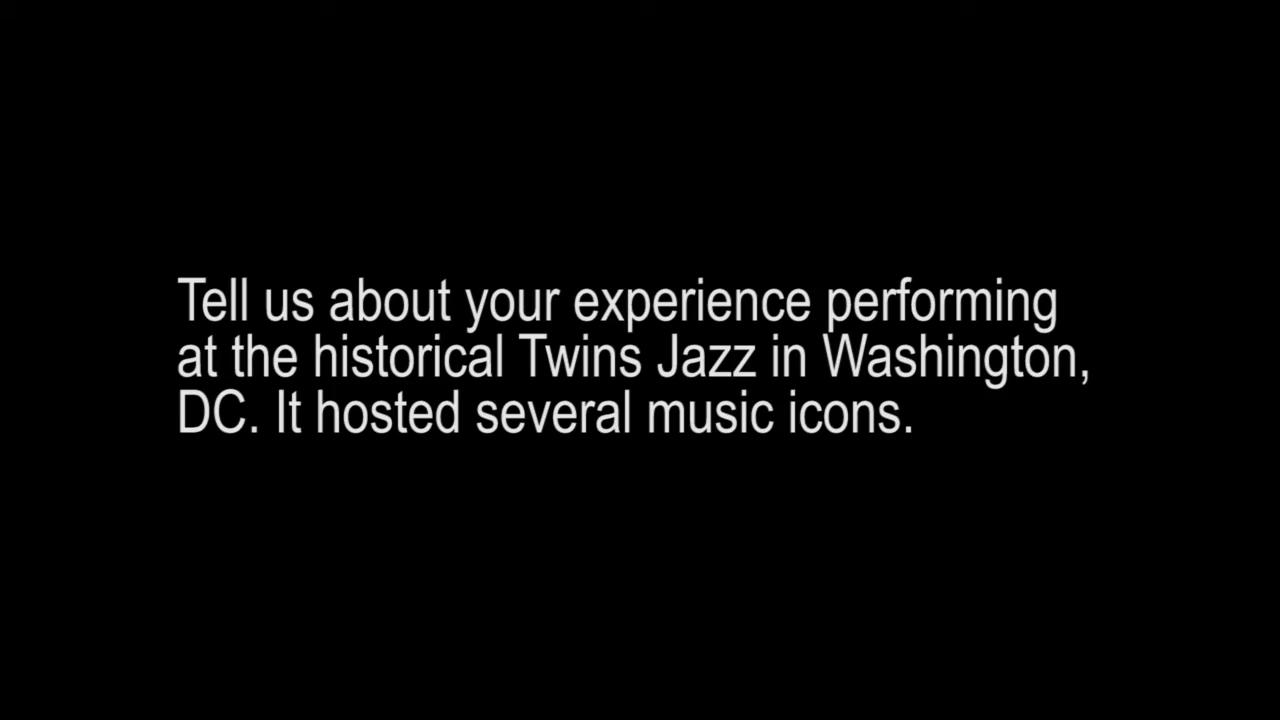 Tell us about your experience performing
at the historical Twins Jazz in Washington,
DC. It hosted several music icons.